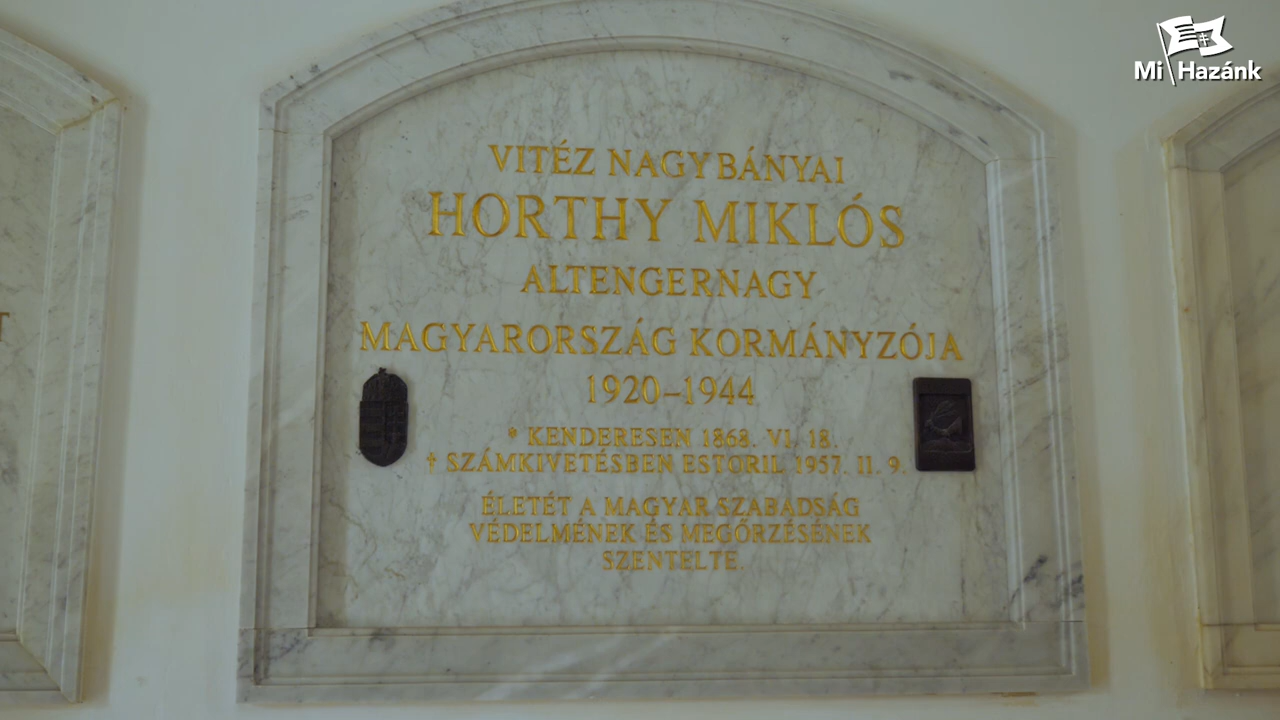 Mi Hazánk
VITÉZ NAGYBÁNYAI
HORTHY MIKLÓS
ALTENGERNAGY
MAGYARORSZÁG KORMÁNYZÓJA
1920–1944
* KENDERESEN 1868. VI. 18.
† SZÁMKIVETÉSBEN ESTORIL 1957. II. 9.
ÉLETÉT A MAGYAR SZABADSÁG
VÉDELMÉNEK ÉS MEGŐRZÉSÉNEK
SZENTELTE.
T